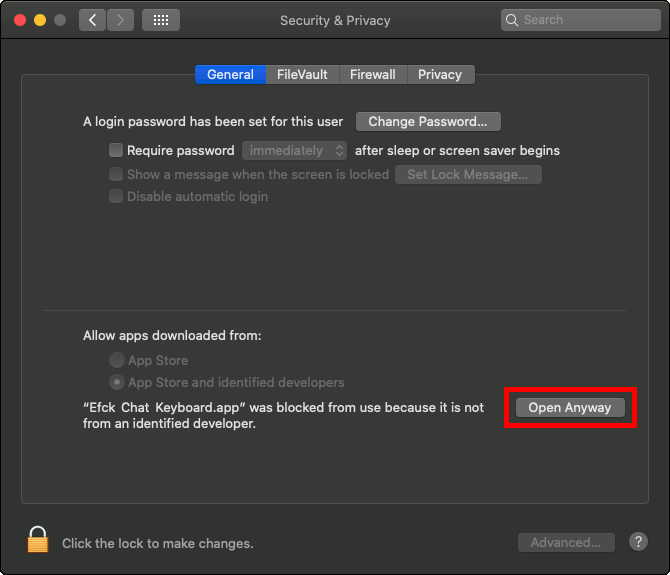 Security & Privacy
Search
General FileVault Firewall Privacy
A login password has been set for this user Change Password...
Require password immediately after sleep or screen saver begins
Show a message when the screen is locked Set Lock Message...
Disable automatic login
Allow apps downloaded from:
App Store
App Store and identified developers
“Efck Chat Keyboard.app” was blocked from use because it is not
from an identified developer.
Open Anyway
Click the lock to make changes.
Advanced...
?